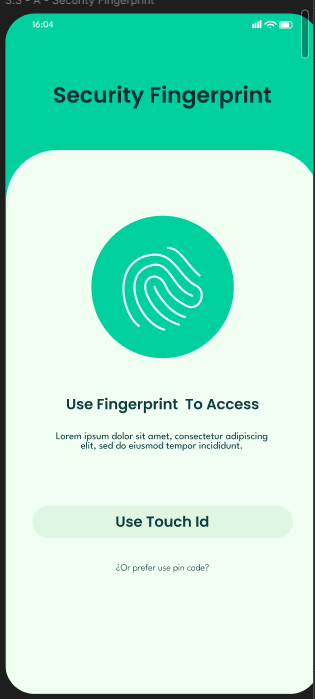 3.3 - A - Security Fingerprint
16:04
Security Fingerprint
Use Fingerprint To Access
Lorem ipsum dolor sit amet, consectetur adipiscing
elit, sed do eiusmod tempor incididunt.
Use Touch Id
¿Or prefer use pin code?